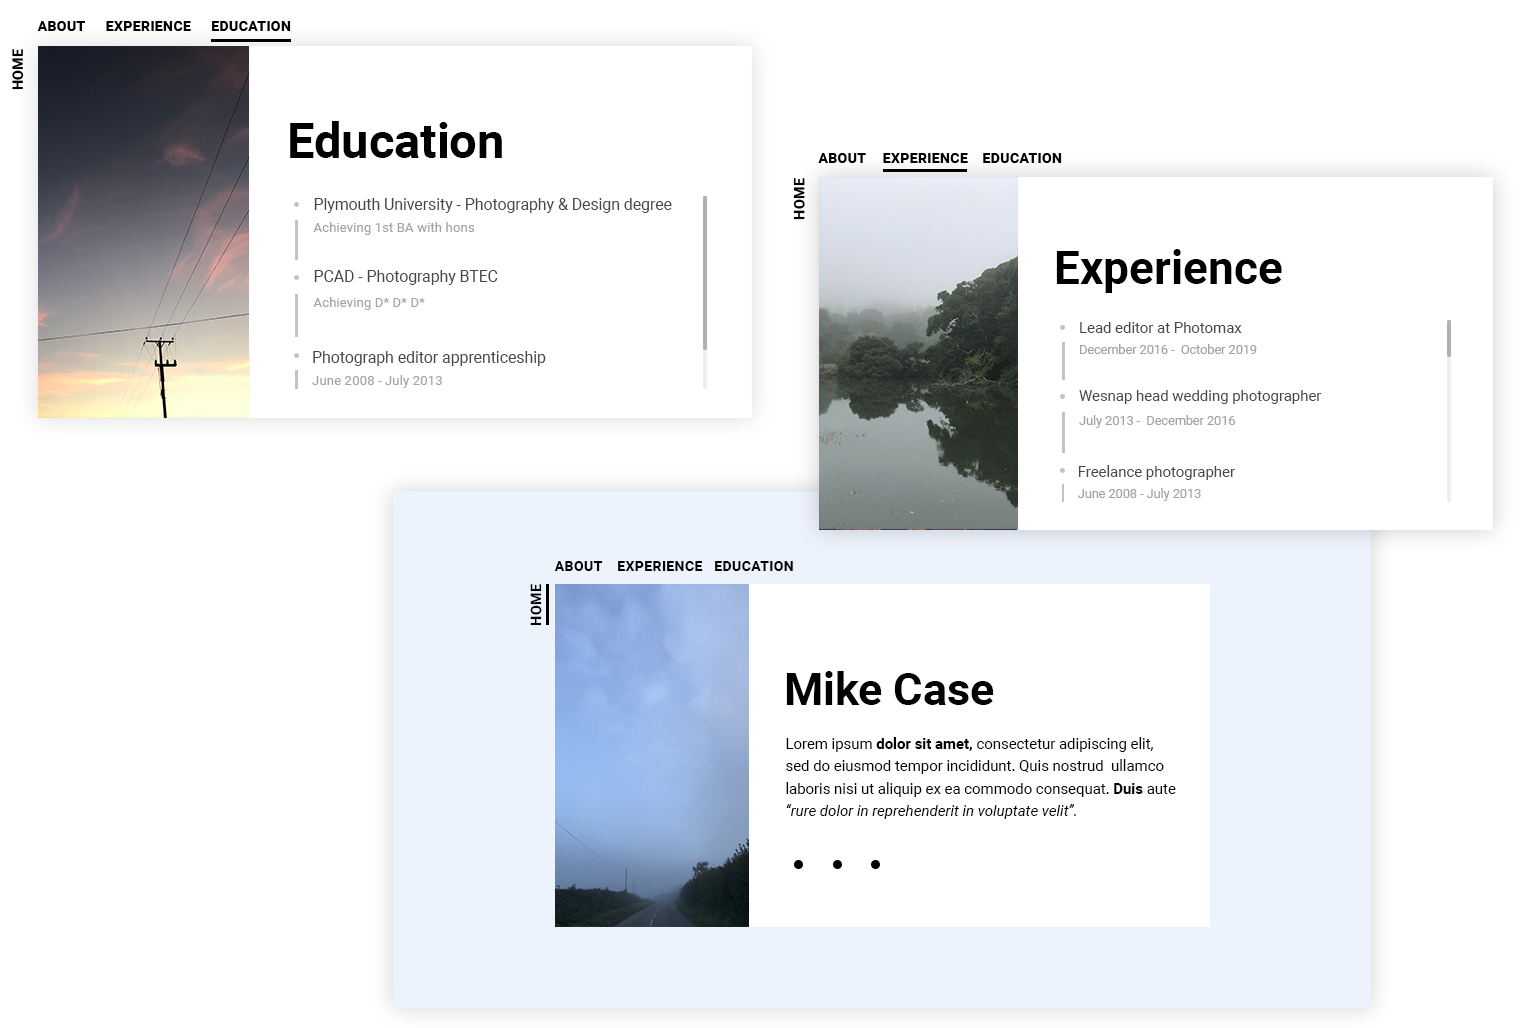 ABOUT EXPERIENCE EDUCATION
HOME
Education
Plymouth University - Photography & Design degree
Achieving 1st BA with hons
PCAD - Photography BTEC
Achieving D* D* D*
Photograph editor apprenticeship
June 2008 - July 2013
ABOUT EXPERIENCE EDUCATION
HOME
Experience
Lead editor at Photomax
December 2016 - October 2019
Wesnap head wedding photographer
July 2013 - December 2016
Freelance photographer
June 2008 - July 2013
ABOUT EXPERIENCE EDUCATION
HOME
Mike Case
Lorem ipsum dolor sit amet, consectetur adipiscing elit,
sed do eiusmod tempor incididunt. Quis nostrud ullamco
laboris nisi ut aliquip ex ea commodo consequat. Duis aute
“rure dolor in reprehenderit in voluptate velit”.